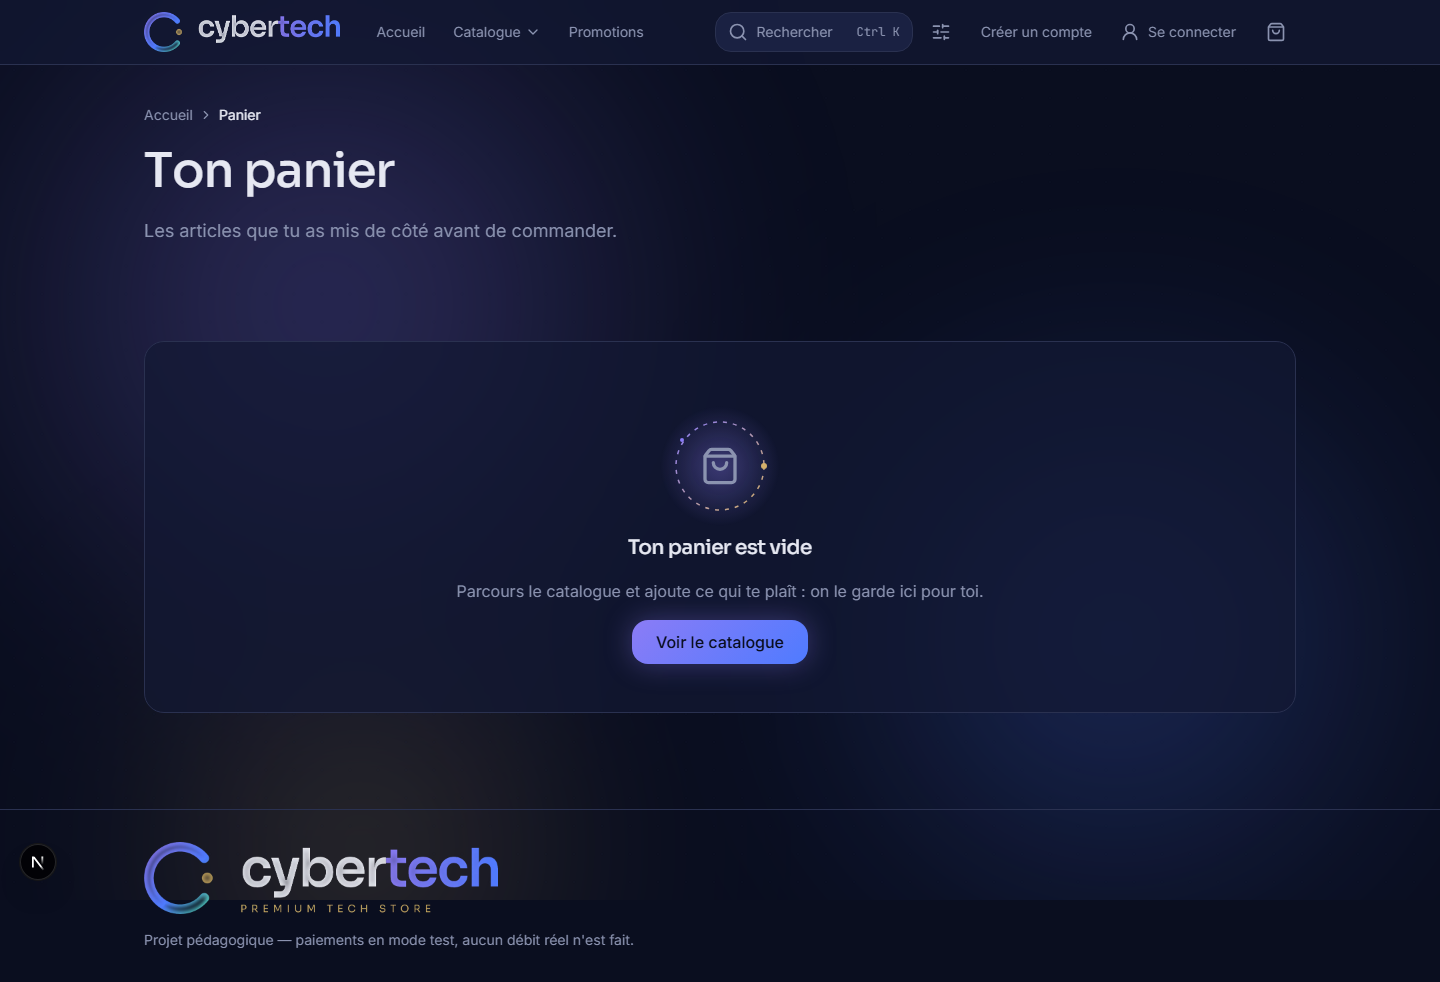 cybertech
Accueil
Catalogue
Promotions
Rechercher
Ctrl K
Créer un compte
Se connecter
Accueil > Panier
Ton panier
Les articles que tu as mis de côté avant de commander.
Ton panier est vide
Parcours le catalogue et ajoute ce qui te plaît : on le garde ici pour toi.
Voir le catalogue
N
cybertech
PREMIUM TECH STORE
Projet pédagogique — paiements en mode test, aucun débit réel n'est fait.